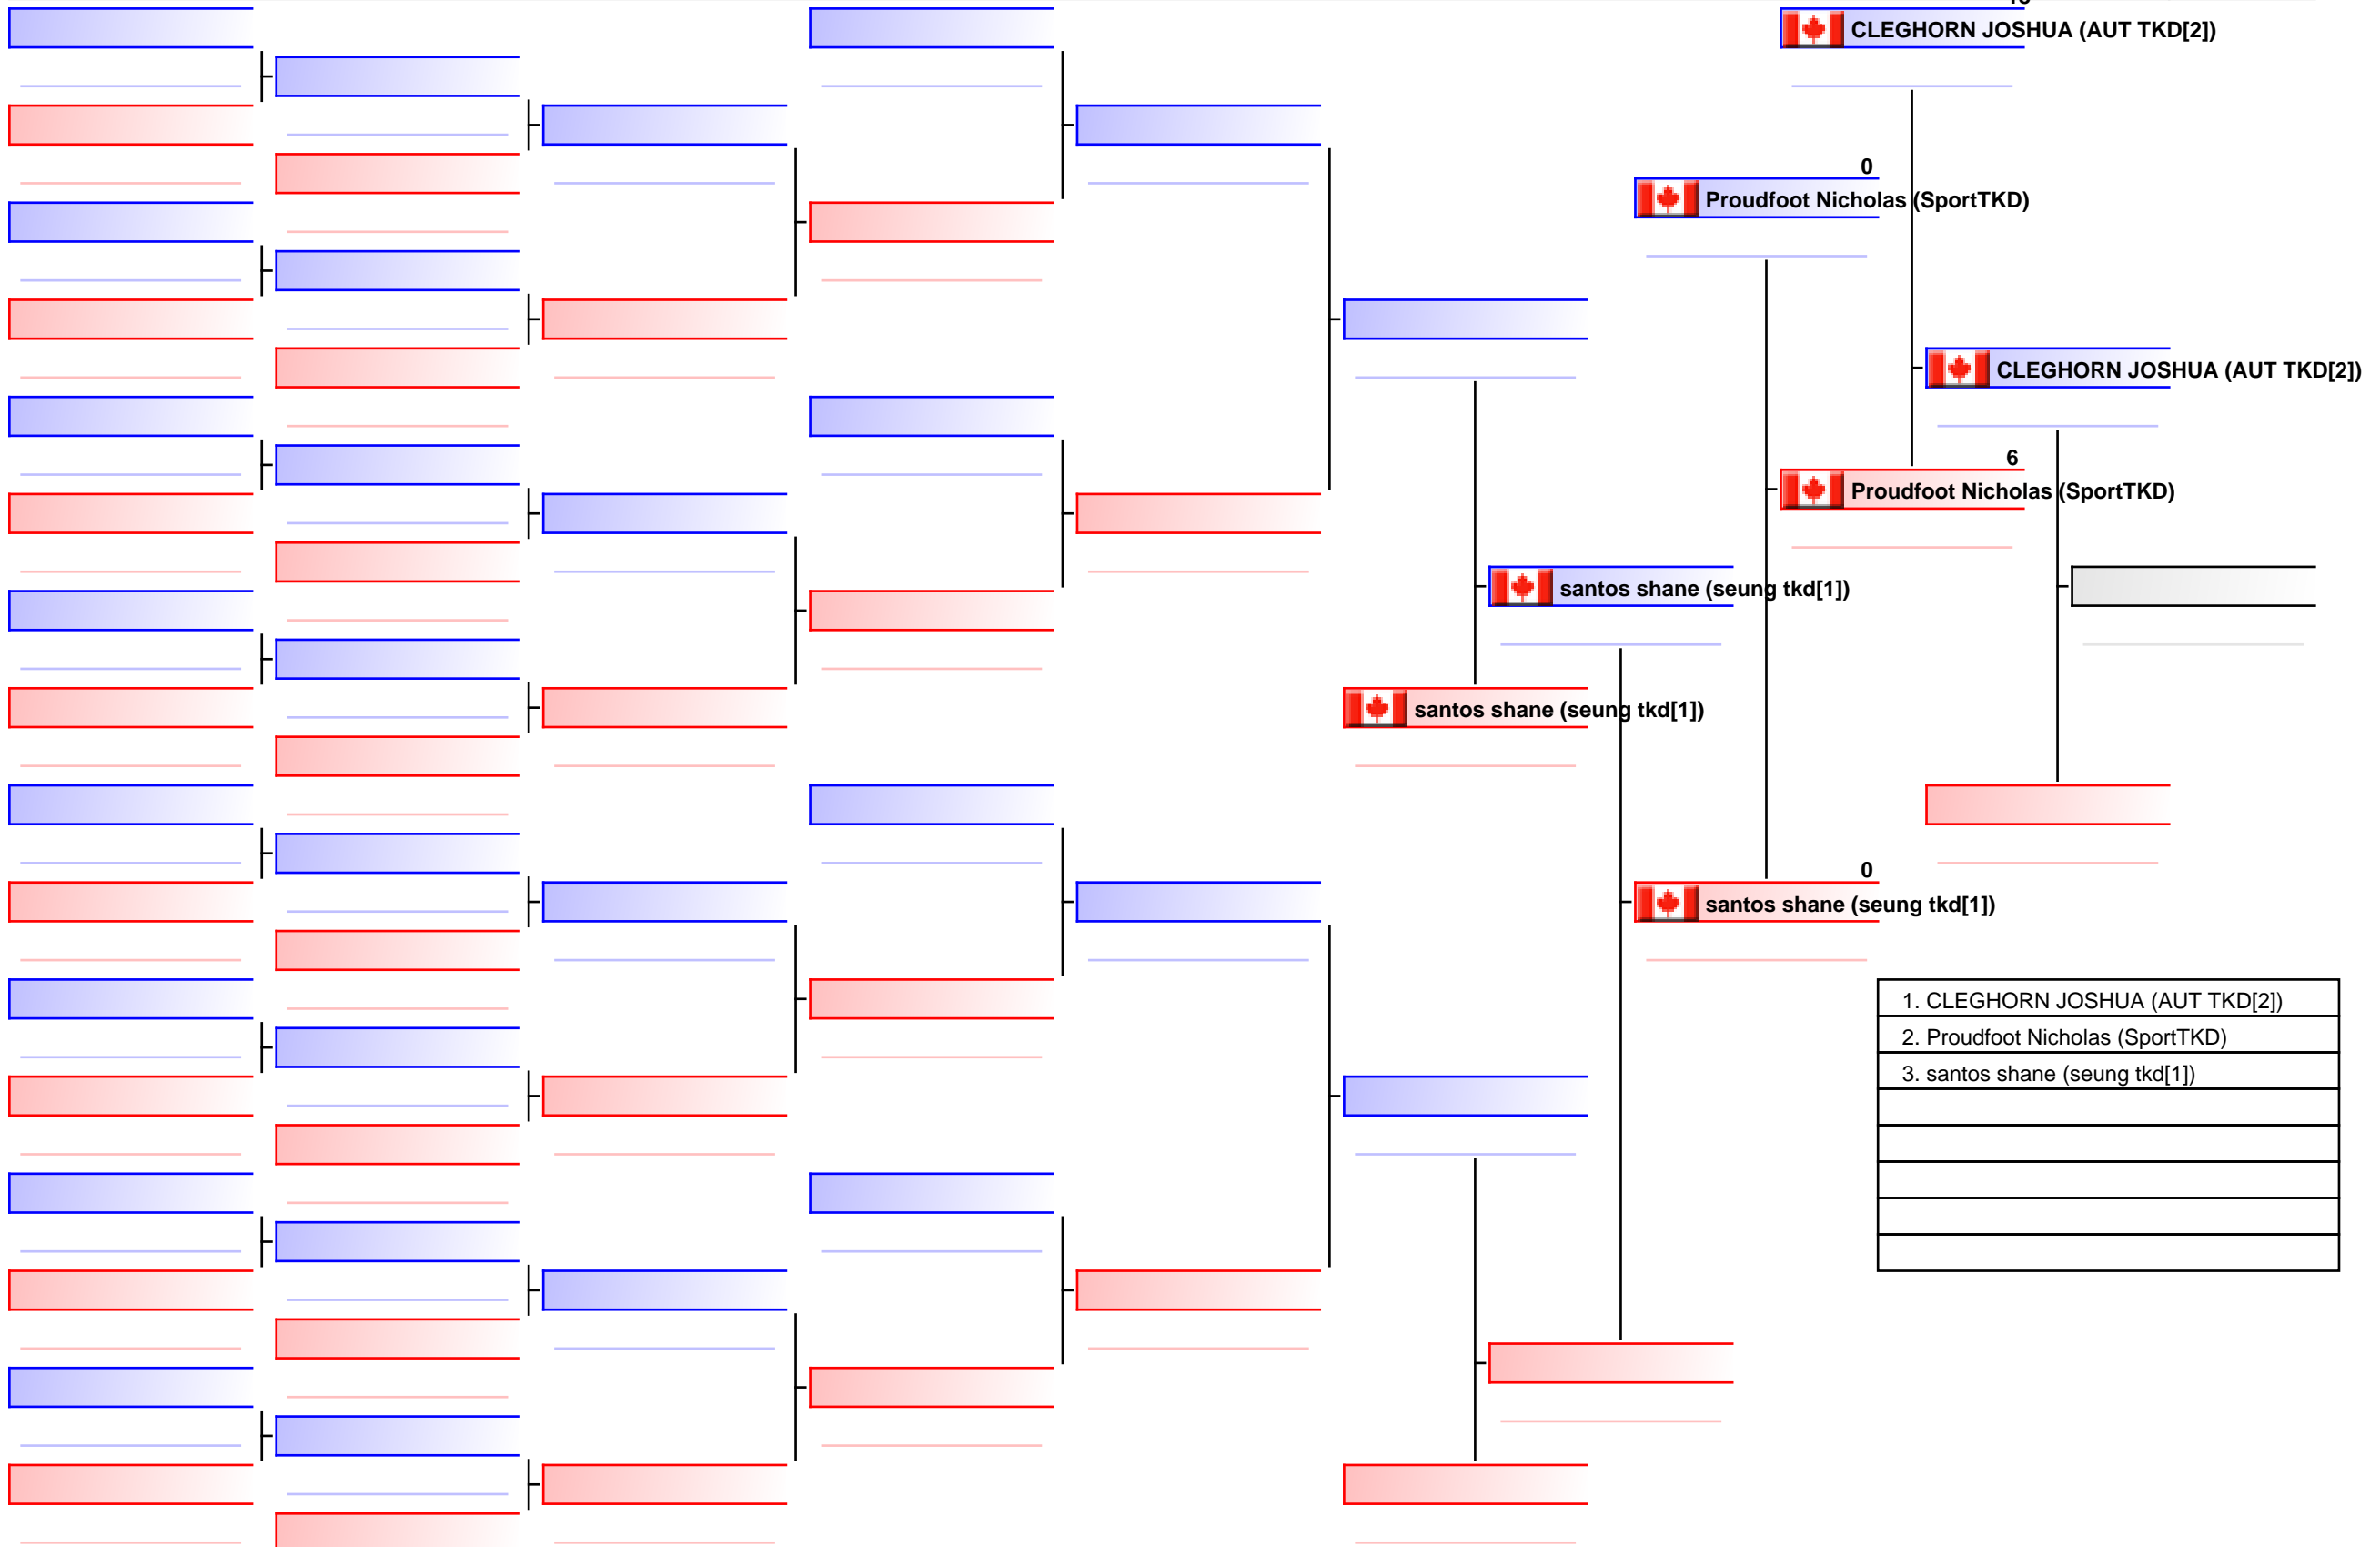 CLEGHORN JOSHUA (AUT TKD[2])
0
Proudfoot Nicholas (SportTKD)
CLEGHORN JOSHUA (AUT TKD[2])
6
Proudfoot Nicholas (SportTKD)
santos shane (seung tkd[1])
santos shane (seung tkd[1])
0
santos shane (seung tkd[1])
1. CLEGHORN JOSHUA (AUT TKD[2])
2. Proudfoot Nicholas (SportTKD)
3. santos shane (seung tkd[1])